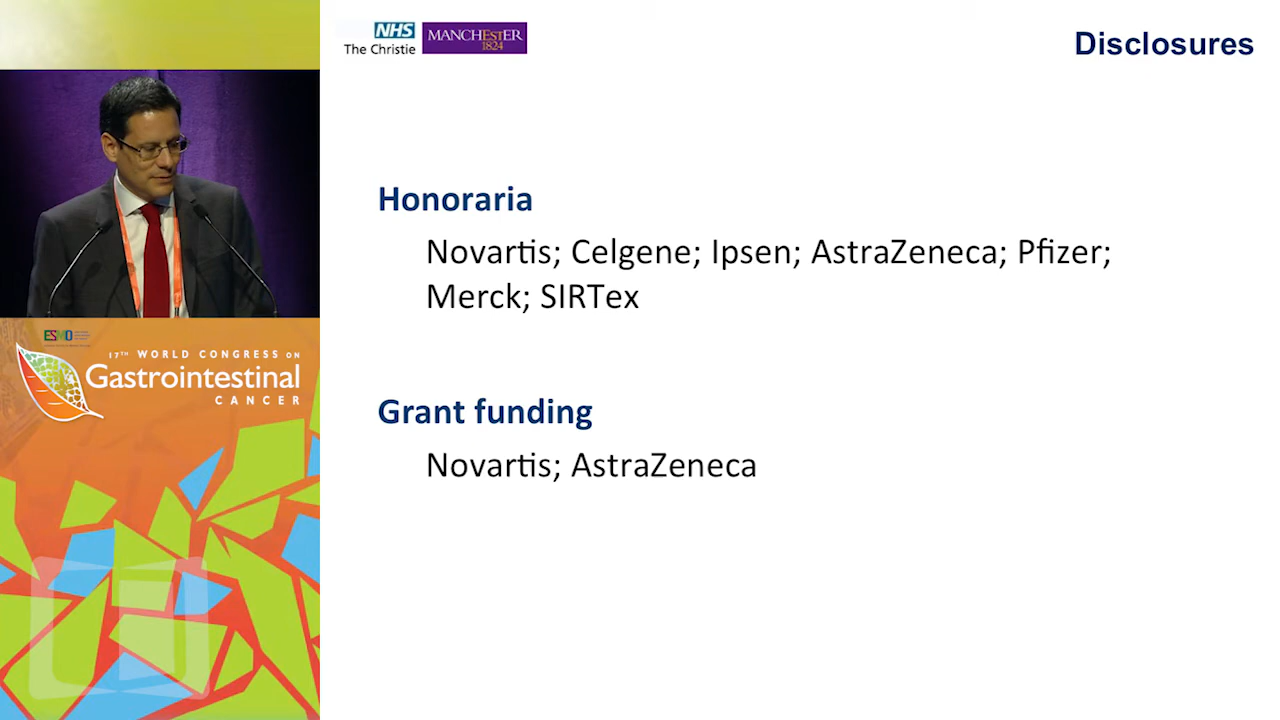 NHS
The Christie
MANCHESTER
1824
Disclosures
Honoraria
Novartis; Celgene; Ipsen; AstraZeneca; Pfizer;
Merck; SIRTex
Grant funding
Novartis; AstraZeneca
ESMO
17TH WORLD CONGRESS ON
Gastrointestinal
CANCER